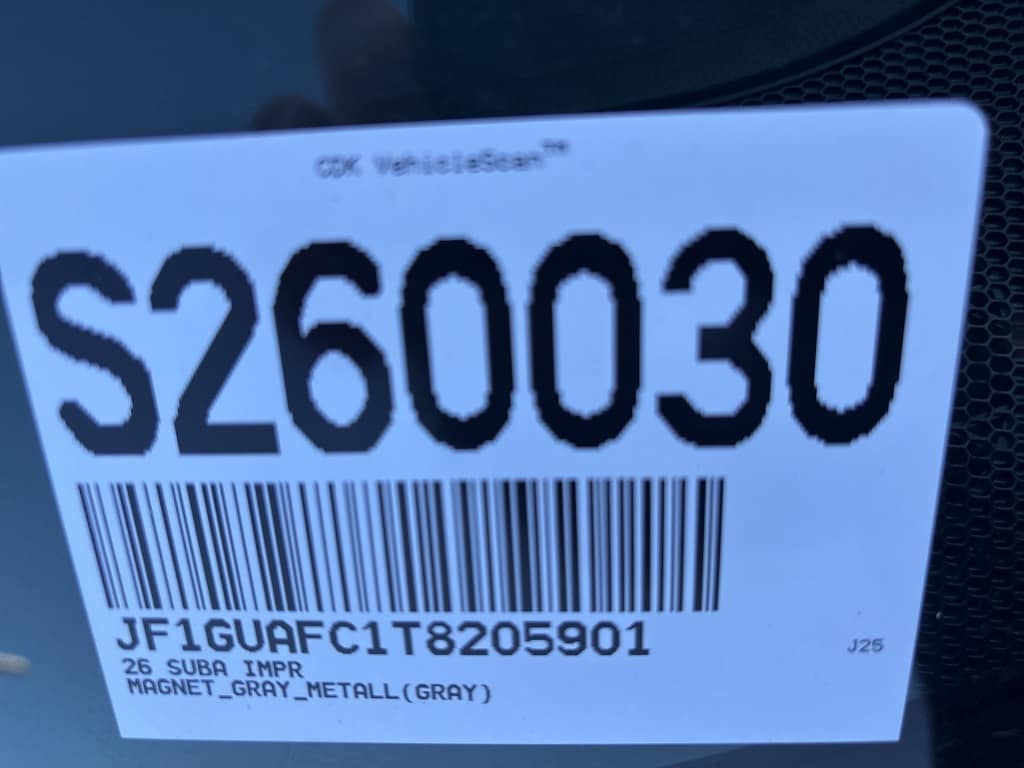 CDK VehicleScan™
S260030
JF1GUAFC1T8205901
J25
26 SUBA IMPR
MAGNET_GRAY_METALL(GRAY)